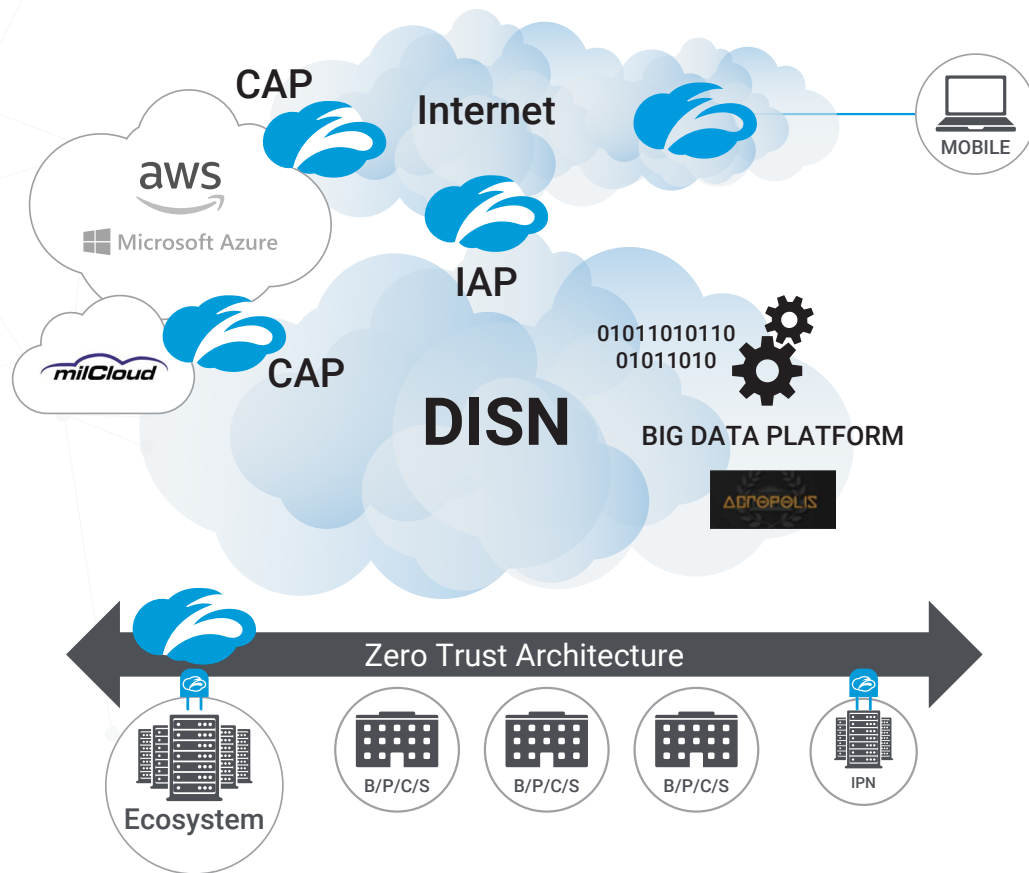 CAP
Internet
MOBILE
aws
Microsoft Azure
IAP
milCloud
CAP
01011010110
01011010
DISN
BIG DATA PLATFORM
ACROPOLIS
Zero Trust Architecture
Ecosystem
B/P/C/S
B/P/C/S
B/P/C/S
IPN